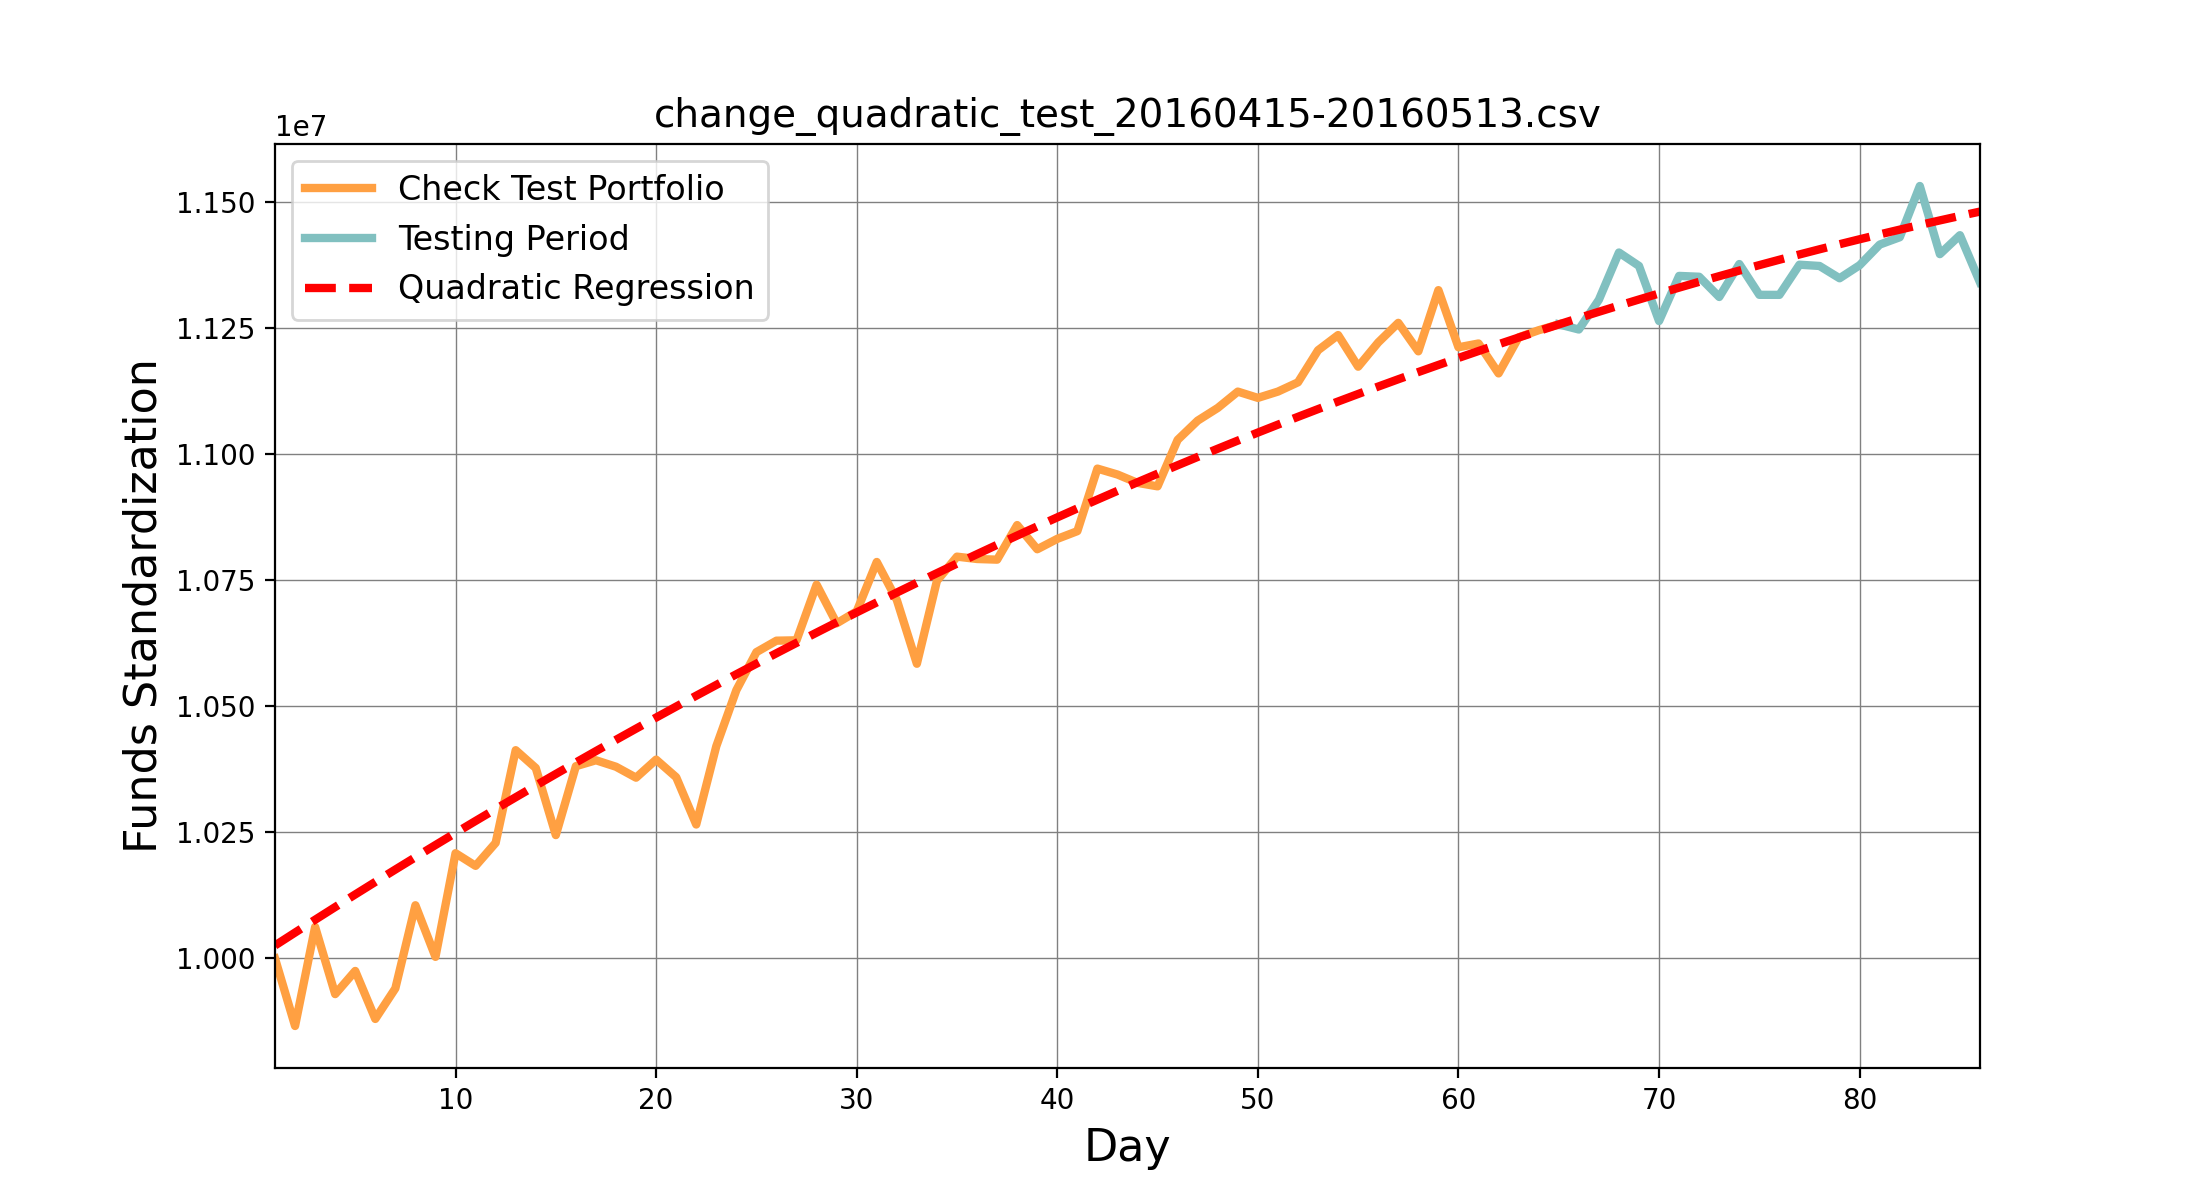 change_quadratic_test_20160415-20160513.csv
1e7
Check Test Portfolio
Testing Period
Quadratic Regression
1.150
1.125
1.100
1.075
1.050
1.025
1.000
Funds Standardization
10 20 30 40 50 60 70 80
Day